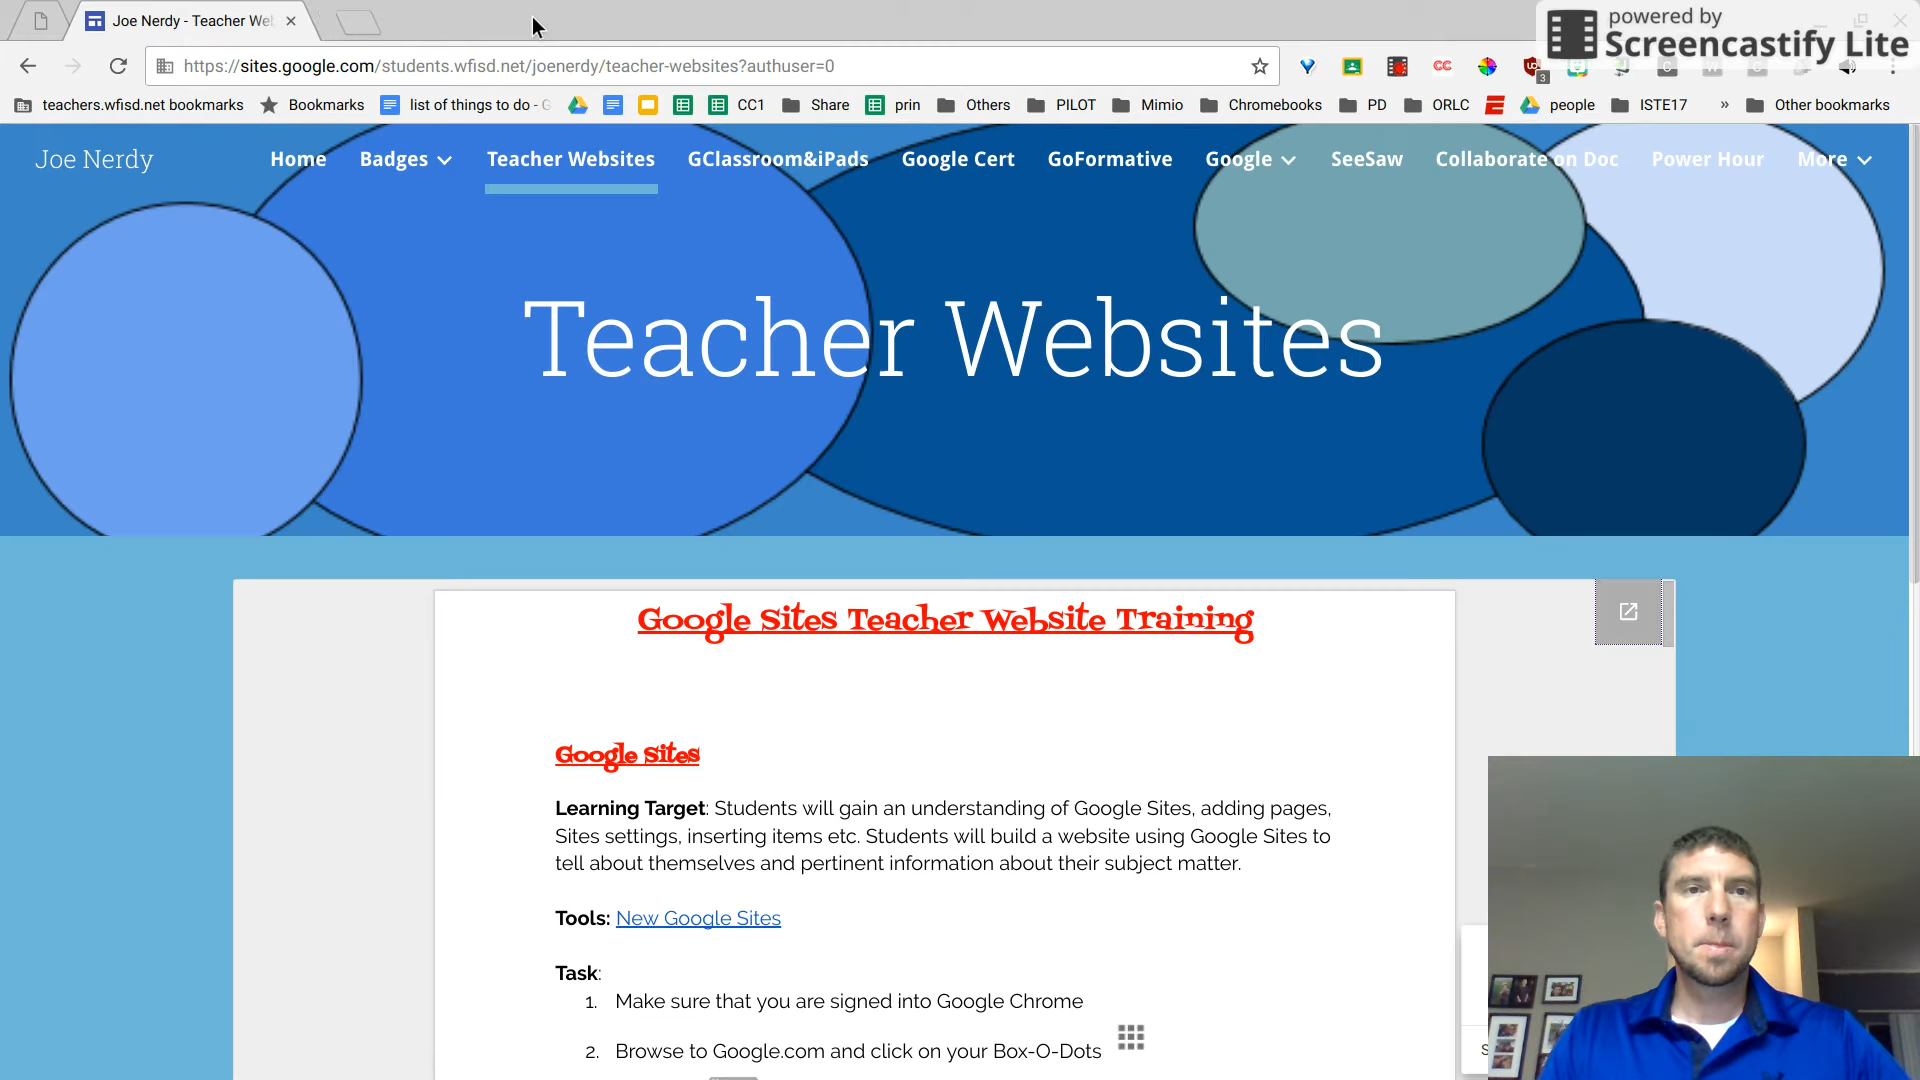 Joe Nerdy - Teacher Wel
powered by
Screencastify Lite
https://sites.google.com/students.wfisd.net/joenerdy/teacher-websites?authuser=0
CC
3
teachers.wfisd.net bookmarks Bookmarks list of things to do - G CC1 Share prin Others PILOT Mimio Chromebooks PD ORLC people ISTE17 » Other bookmarks
Joe Nerdy Home Badges Teacher Websites GClassroom&iPads Google Cert GoFormative Google SeeSaw Collaborate on Doc Power Hour More
Teacher Websites
Google Sites Teacher Website Training
Google Sites
Learning Target: Students will gain an understanding of Google Sites, adding pages,
Sites settings, inserting items etc. Students will build a website using Google Sites to
tell about themselves and pertinent information about their subject matter.
Tools: New Google Sites
Task:
1. Make sure that you are signed into Google Chrome
2. Browse to Google.com and click on your Box-O-Dots